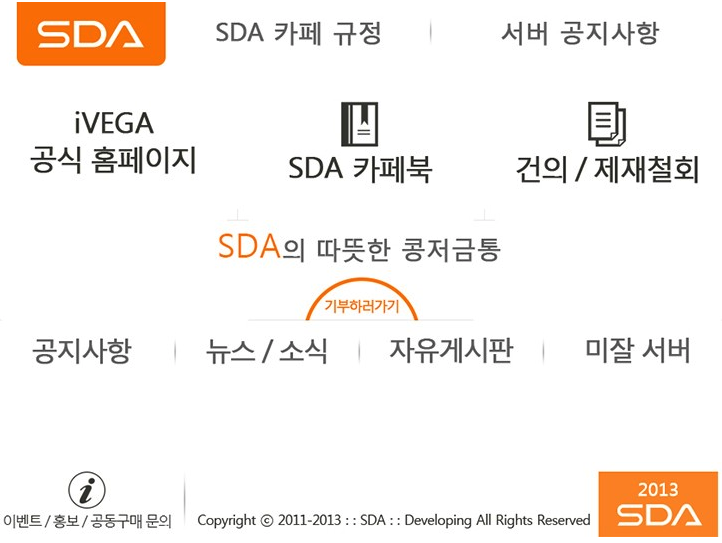 SDA
SDA 카페 규정
서버 공지사항
iVEGA
공식 홈페이지
SDA 카페북
건의 / 제재철회
SDA의 따뜻한 콩저금통
기부하러가기
공지사항
뉴스 / 소식
자유게시판
미잘 서버
이벤트 / 홍보 / 공동구매 문의
Copyright ⓒ 2011-2013 : : SDA : : Developing All Rights Reserved
2013
SDA